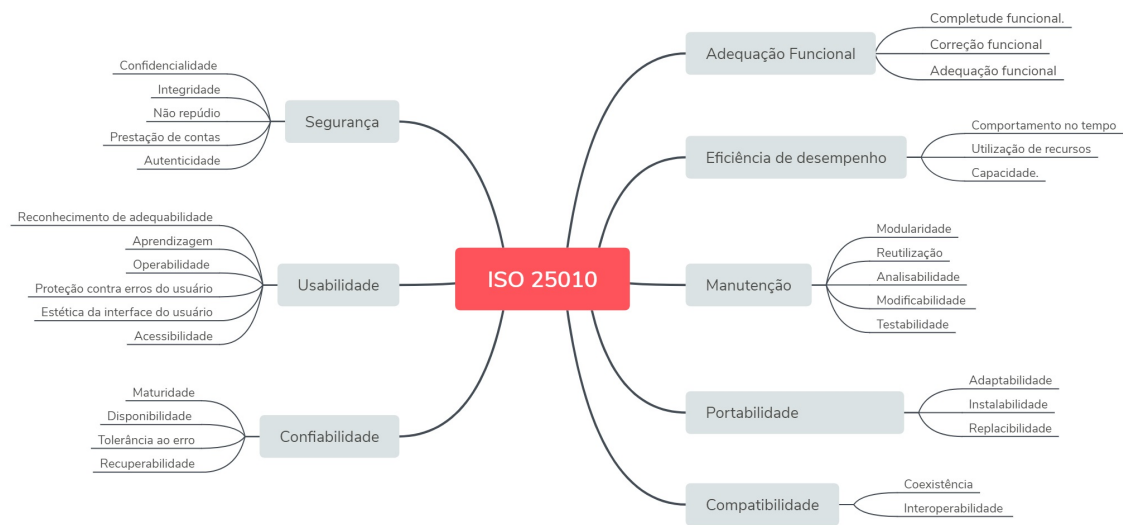 ISO 25010
Segurança
Confidencialidade
Integridade
Não repúdio
Prestação de contas
Autenticidade
Usabilidade
Reconhecimento de adequabilidade
Aprendizagem
Operabilidade
Proteção contra erros do usuário
Estética da interface do usuário
Acessibilidade
Confiabilidade
Maturidade
Disponibilidade
Tolerância ao erro
Recuperabilidade
Adequação Funcional
Completude funcional.
Correção funcional
Adequação funcional
Eficiência de desempenho
Comportamento no tempo
Utilização de recursos
Capacidade.
Manutenção
Modularidade
Reutilização
Analisabilidade
Modificabilidade
Testabilidade
Portabilidade
Adaptabilidade
Instalabilidade
Replacibilidade
Compatibilidade
Coexistência
Interoperabilidade